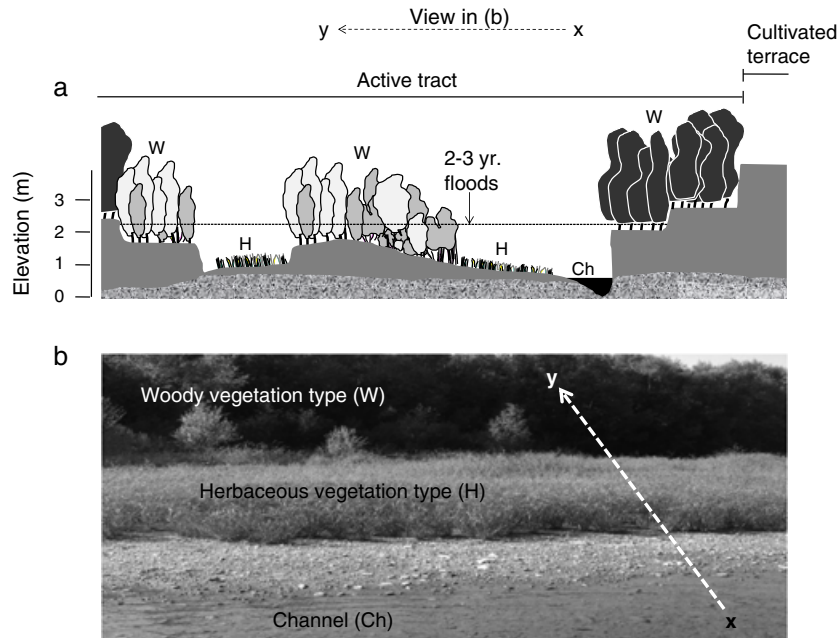 View in (b)
y x
Cultivated
terrace
a
Active tract
W W W
2-3 yr.
floods
Elevation (m)
3
2
1
0
H H Ch
b
y
Woody vegetation type (W)
Herbaceous vegetation type (H)
Channel (Ch)
x